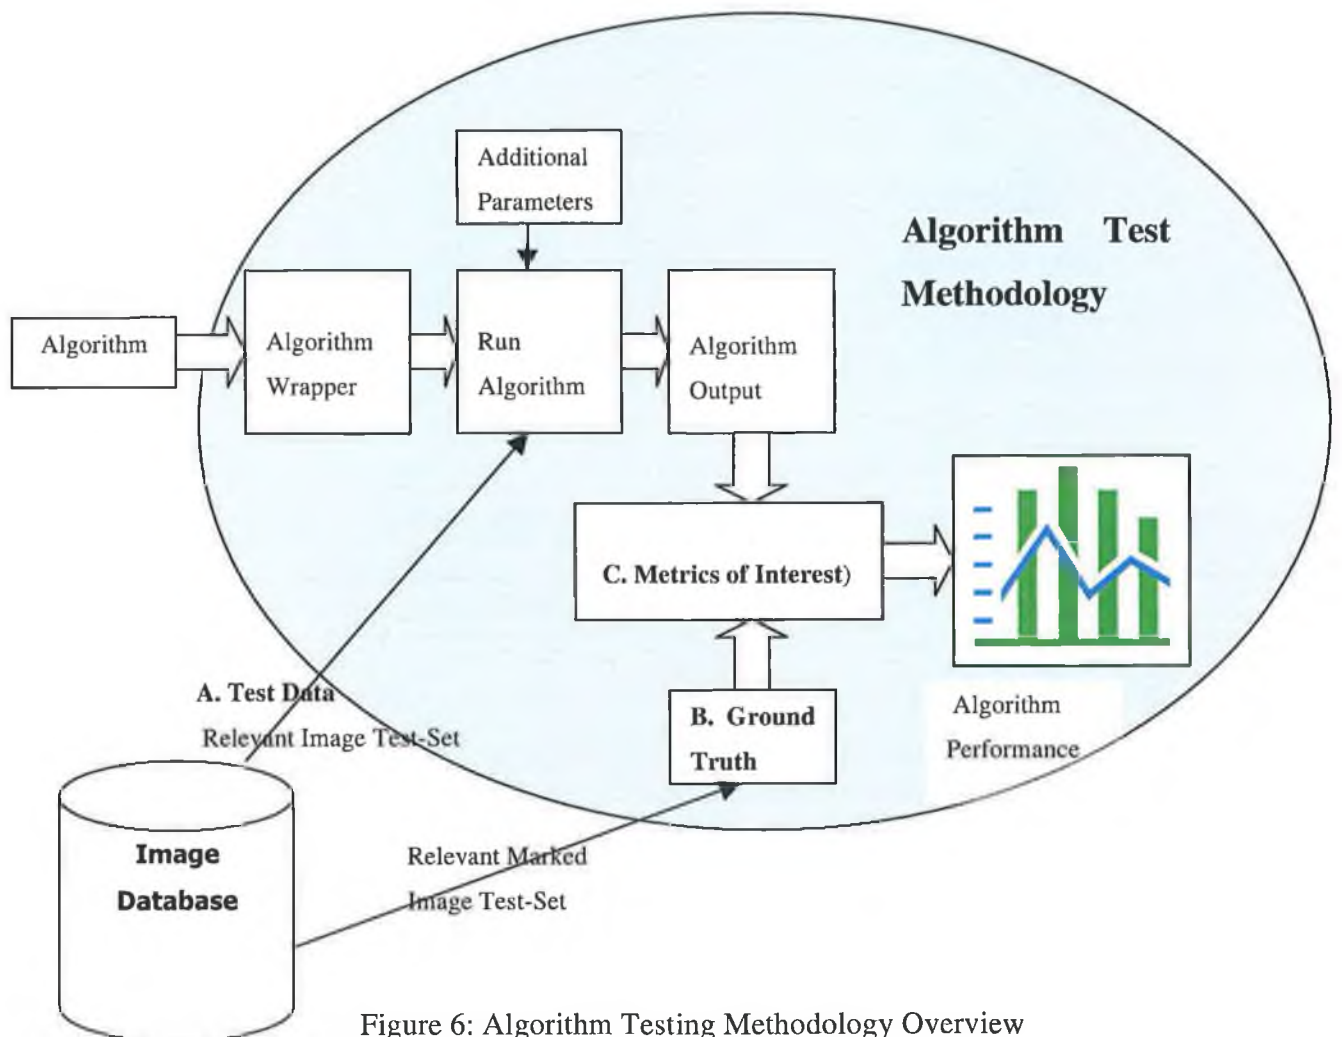 Additional
Parameters
Algorithm Test
Methodology
Algorithm
Algorithm
Wrapper
Run
Algorithm
Algorithm
Output
C. Metrics of Interest)
A. Test Data
Relevant Image Test-Set
B. Ground
Truth
Algorithm
Performance
Image
Database
Relevant Marked
Image Test-Set
Figure 6: Algorithm Testing Methodology Overview